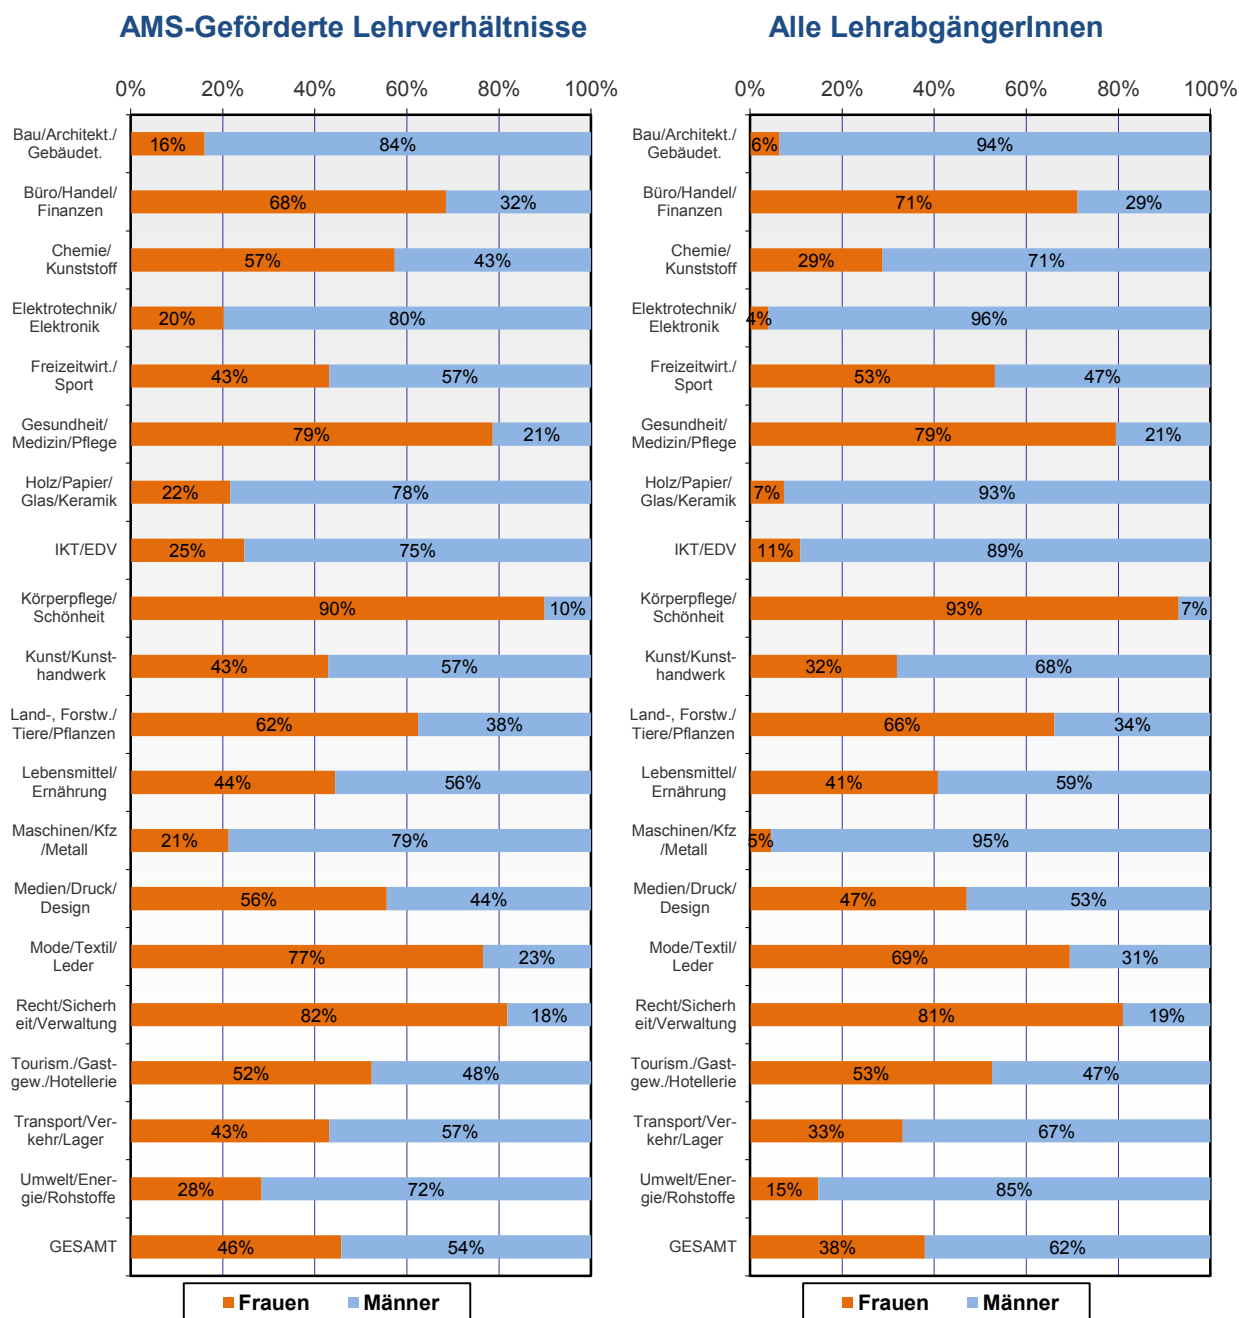 AMS-Geförderte Lehrverhältnisse
0% 20% 40% 60% 80% 100%
Bau/Architekt./
Gebäudet.
16% 84%
Büro/Handel/
Finanzen
68% 32%
Chemie/
Kunststoff
57% 43%
Elektrotechnik/
Elektronik
20% 80%
Freizeitwirt./
Sport
43% 57%
Gesundheit/
Medizin/Pflege
79% 21%
Holz/Papier/
Glas/Keramik
22% 78%
IKT/EDV
25% 75%
Körperpflege/
Schönheit
90% 10%
Kunst/Kunst-
handwerk
43% 57%
Land-, Forstw./
Tiere/Pflanzen
62% 38%
Lebensmittel/
Ernährung
44% 56%
Maschinen/Kfz
/Metall
21% 79%
Medien/Druck/
Design
56% 44%
Mode/Textil/
Leder
77% 23%
Recht/Sicherh
eit/Verwaltung
82% 18%
Tourism./Gast-
gew./Hotellerie
52% 48%
Transport/Ver-
kehr/Lager
43% 57%
Umwelt/Ener-
gie/Rohstoffe
28% 72%
GESAMT
46% 54%
Frauen Männer
Alle LehrabgängerInnen
0% 20% 40% 60% 80% 100%
Bau/Architekt./
Gebäudet.
6% 94%
Büro/Handel/
Finanzen
71% 29%
Chemie/
Kunststoff
29% 71%
Elektrotechnik/
Elektronik
4% 96%
Freizeitwirt./
Sport
53% 47%
Gesundheit/
Medizin/Pflege
79% 21%
Holz/Papier/
Glas/Keramik
7% 93%
IKT/EDV
11% 89%
Körperpflege/
Schönheit
93% 7%
Kunst/Kunst-
handwerk
32% 68%
Land-, Forstw./
Tiere/Pflanzen
66% 34%
Lebensmittel/
Ernährung
41% 59%
Maschinen/Kfz
/Metall
5% 95%
Medien/Druck/
Design
47% 53%
Mode/Textil/
Leder
69% 31%
Recht/Sicherh
eit/Verwaltung
81% 19%
Tourism./Gast-
gew./Hotellerie
53% 47%
Transport/Ver-
kehr/Lager
33% 67%
Umwelt/Ener-
gie/Rohstoffe
15% 85%
GESAMT
38% 62%
Frauen Männer